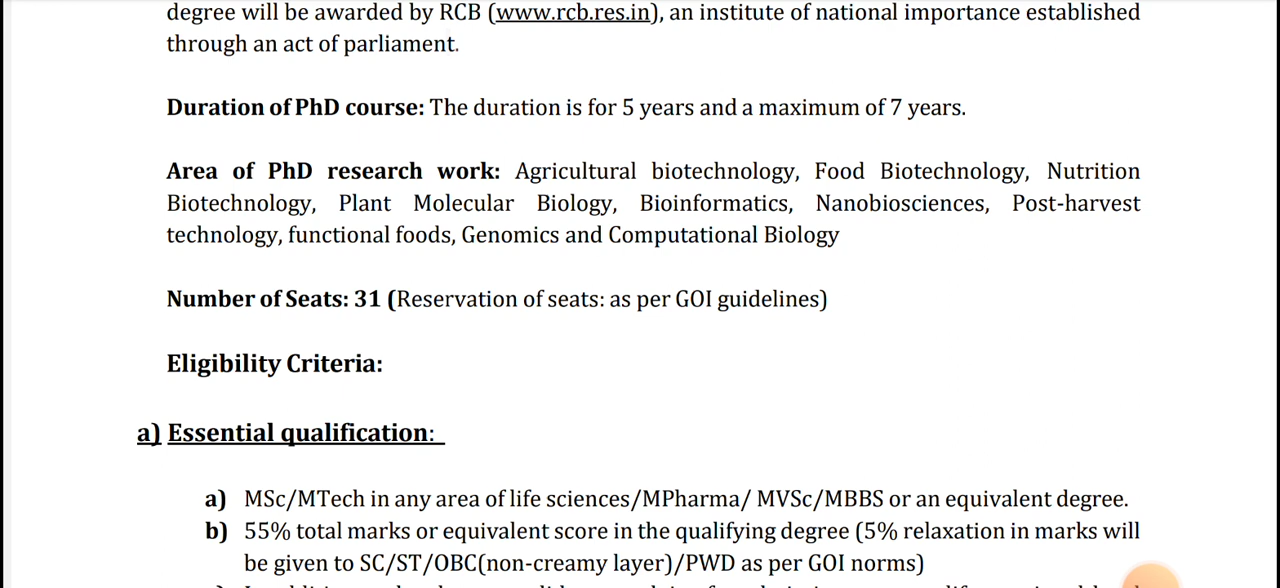 degree will be awarded by RCB (www.rcb.res.in), an institute of national importance established
through an act of parliament.
Duration of PhD course: The duration is for 5 years and a maximum of 7 years.
Area of PhD research work: Agricultural biotechnology, Food Biotechnology, Nutrition
Biotechnology, Plant Molecular Biology, Bioinformatics, Nanobiosciences, Post-harvest
technology, functional foods, Genomics and Computational Biology
Number of Seats: 31 (Reservation of seats: as per GOI guidelines)
Eligibility Criteria:
a) Essential qualification:
a) MSc/MTech in any area of life sciences/MPharma/ MVSc/MBBS or an equivalent degree.
b) 55% total marks or equivalent score in the qualifying degree (5% relaxation in marks will
be given to SC/ST/OBC(non-creamy layer)/PWD as per GOI norms)